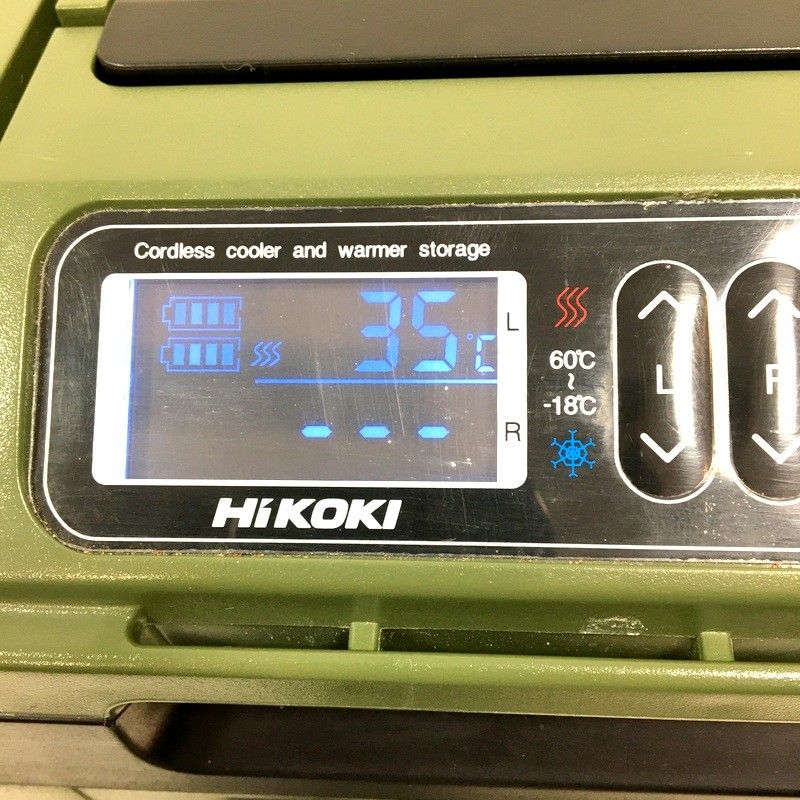 Cordless cooler and warmer storage
35℃
L
---
R
60℃
~
-18℃
L
R
HiKOKI